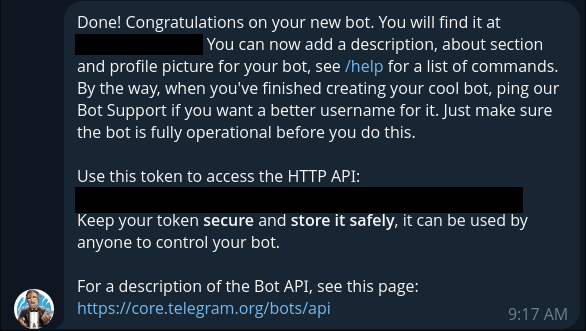 Done! Congratulations on your new bot. You will find it at
You can now add a description, about section
and profile picture for your bot, see /help for a list of commands.
By the way, when you've finished creating your cool bot, ping our
Bot Support if you want a better username for it. Just make sure
the bot is fully operational before you do this.
Use this token to access the HTTP API:
Keep your token secure and store it safely, it can be used by
anyone to control your bot.
For a description of the Bot API, see this page:
https://core.telegram.org/bots/api
9:17 AM